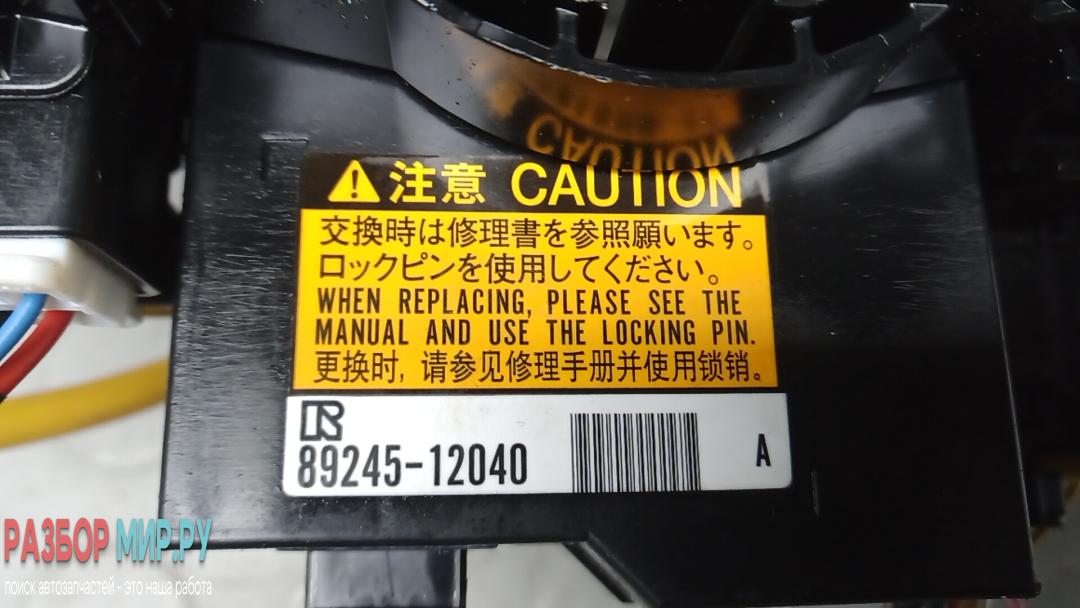 注意 CAUTION
交換時は修理書を参照願います。
ロックピンを使用してください。
WHEN REPLACING, PLEASE SEE THE
MANUAL AND USE THE LOCKING PIN.
更换时, 请参见修理手册并使用锁销。
R
89245-12040
A
РАЗБОР МИР.РУ
поиск автозапчастей - это наша работа